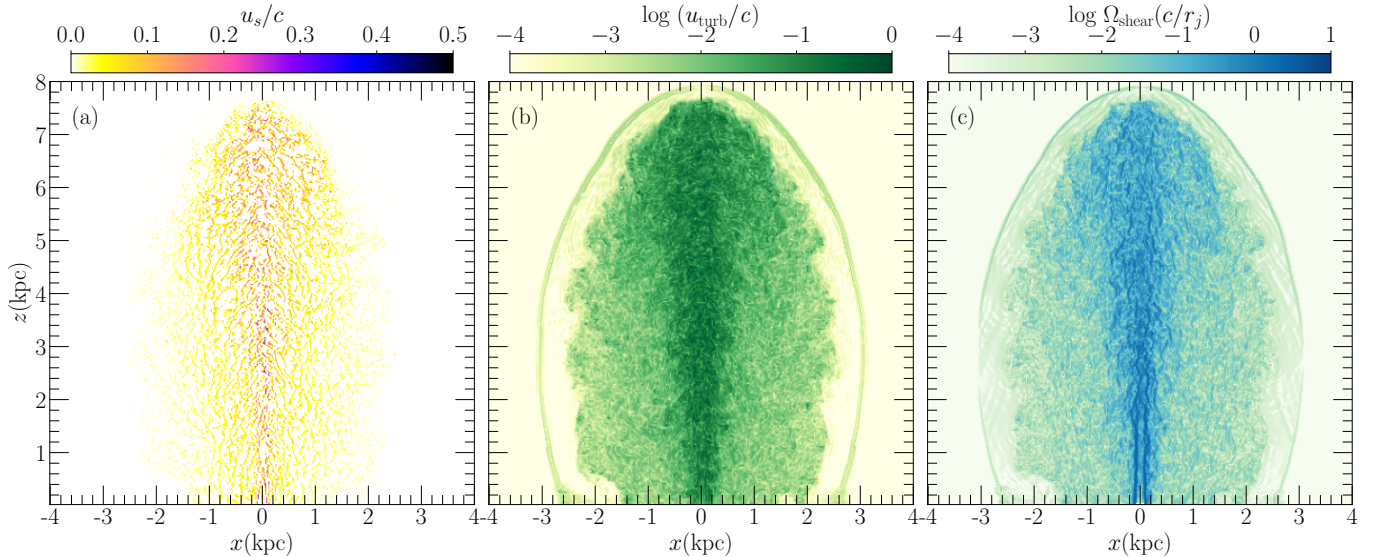 u_s/c
log (u_turb/c)
log Ω_shear(c/r_j)
0.0 0.1 0.2 0.3 0.4 0.5
−4 −3 −2 −1 0
−4 −3 −2 −1 0 1
(a)
(b)
(c)
8
7
6
5
4
3
2
1
z(kpc)
-4 -3 -2 -1 0 1 2 3 4
-4 -3 -2 -1 0 1 2 3 4
-4 -3 -2 -1 0 1 2 3 4
x(kpc)
x(kpc)
x(kpc)